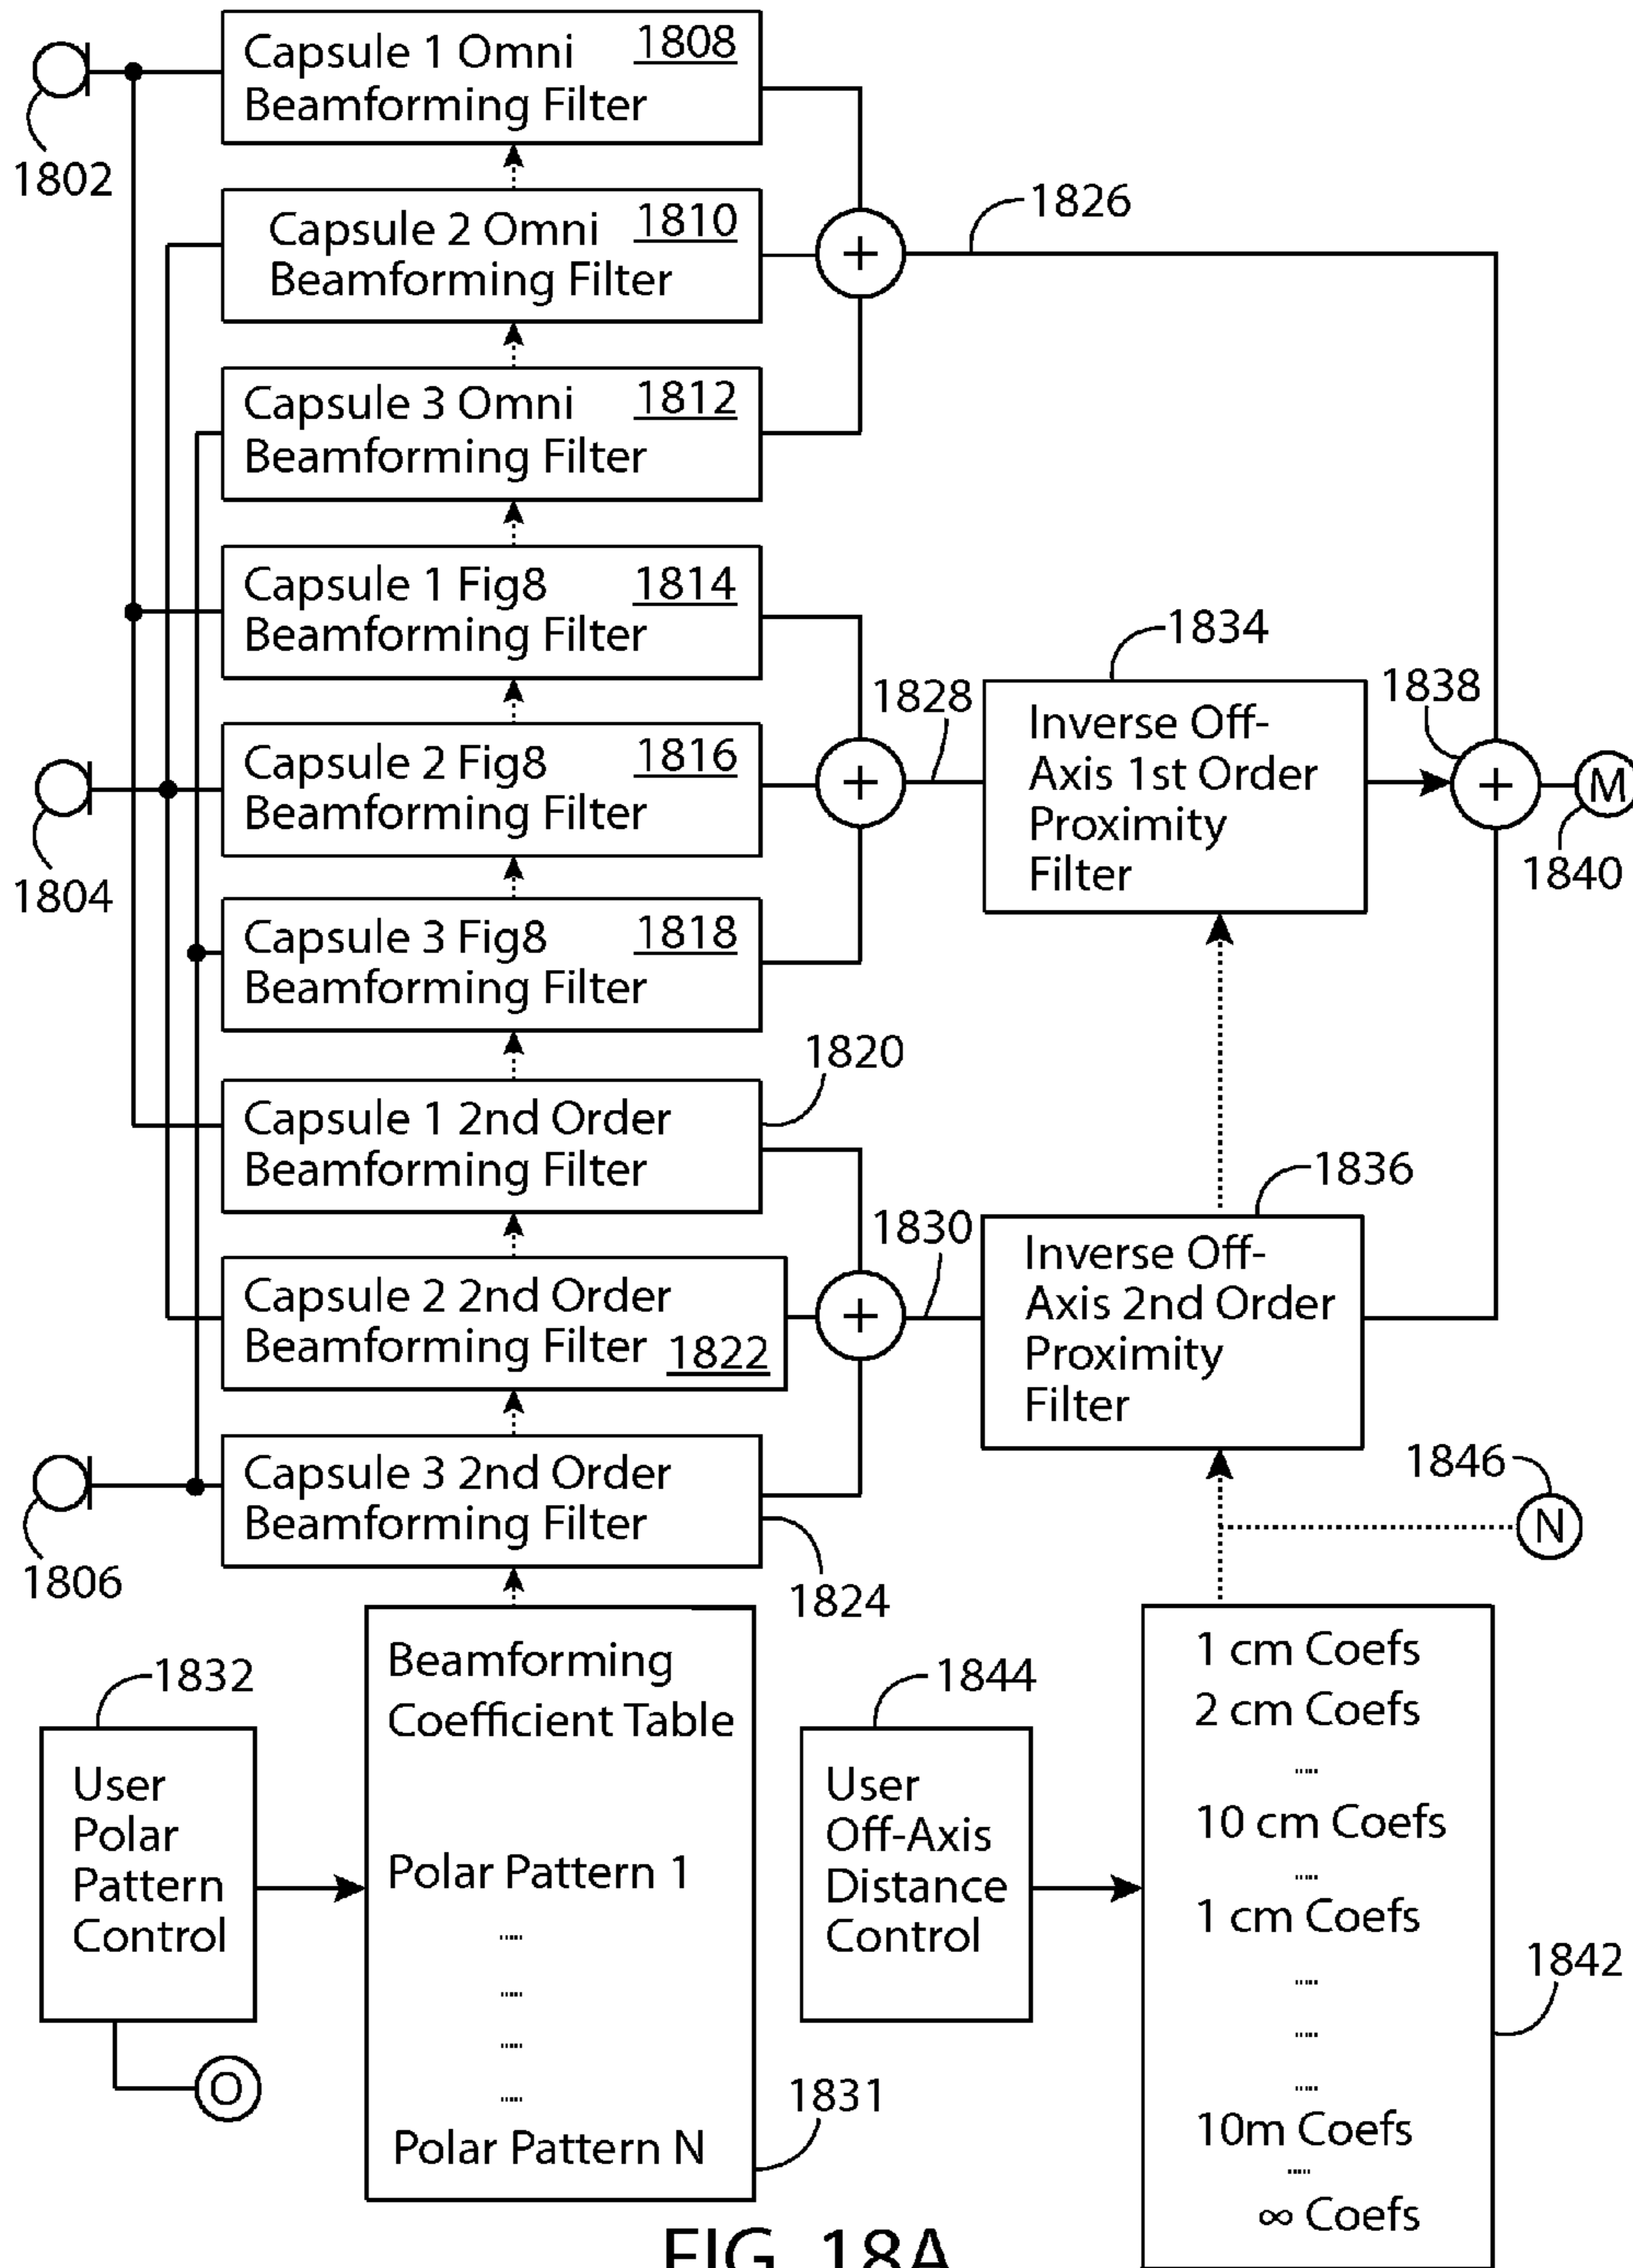 Capsule 1 Omni 1808
Beamforming Filter
1802
Capsule 2 Omni 1810
Beamforming Filter
1826
+
Capsule 3 Omni 1812
Beamforming Filter
Capsule 1 Fig8 1814
Beamforming Filter
1834
1828
1838
Inverse Off-
Axis 1st Order
Proximity
Filter
Capsule 2 Fig8 1816
Beamforming Filter
+
+
M
1804
1840
Capsule 3 Fig8 1818
Beamforming Filter
1820
Capsule 1 2nd Order
Beamforming Filter
1836
1830
Inverse Off-
Axis 2nd Order
Proximity
Filter
Capsule 2 2nd Order
Beamforming Filter 1822
+
Capsule 3 2nd Order
Beamforming Filter
1846
N
1806
1824
1832
Beamforming
Coefficient Table
Polar Pattern 1
.....
.....
.....
.....
Polar Pattern N
1844
1 cm Coefs
2 cm Coefs
.....
10 cm Coefs
.....
1 cm Coefs
.....
.....
.....
10m Coefs
.....
∞ Coefs
User
Polar
Pattern
Control
User
Off-Axis
Distance
Control
1842
O
1831
FIG. 18A